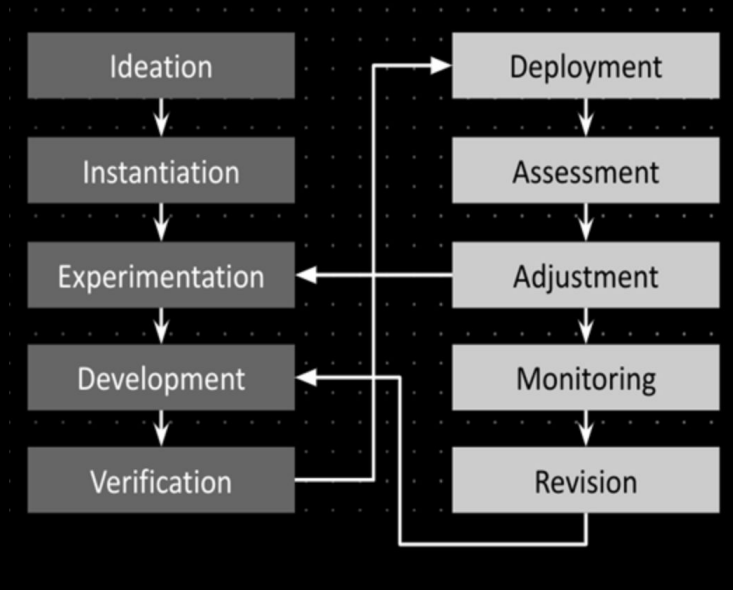 Ideation
Instantiation
Experimentation
Development
Verification
Deployment
Assessment
Adjustment
Monitoring
Revision